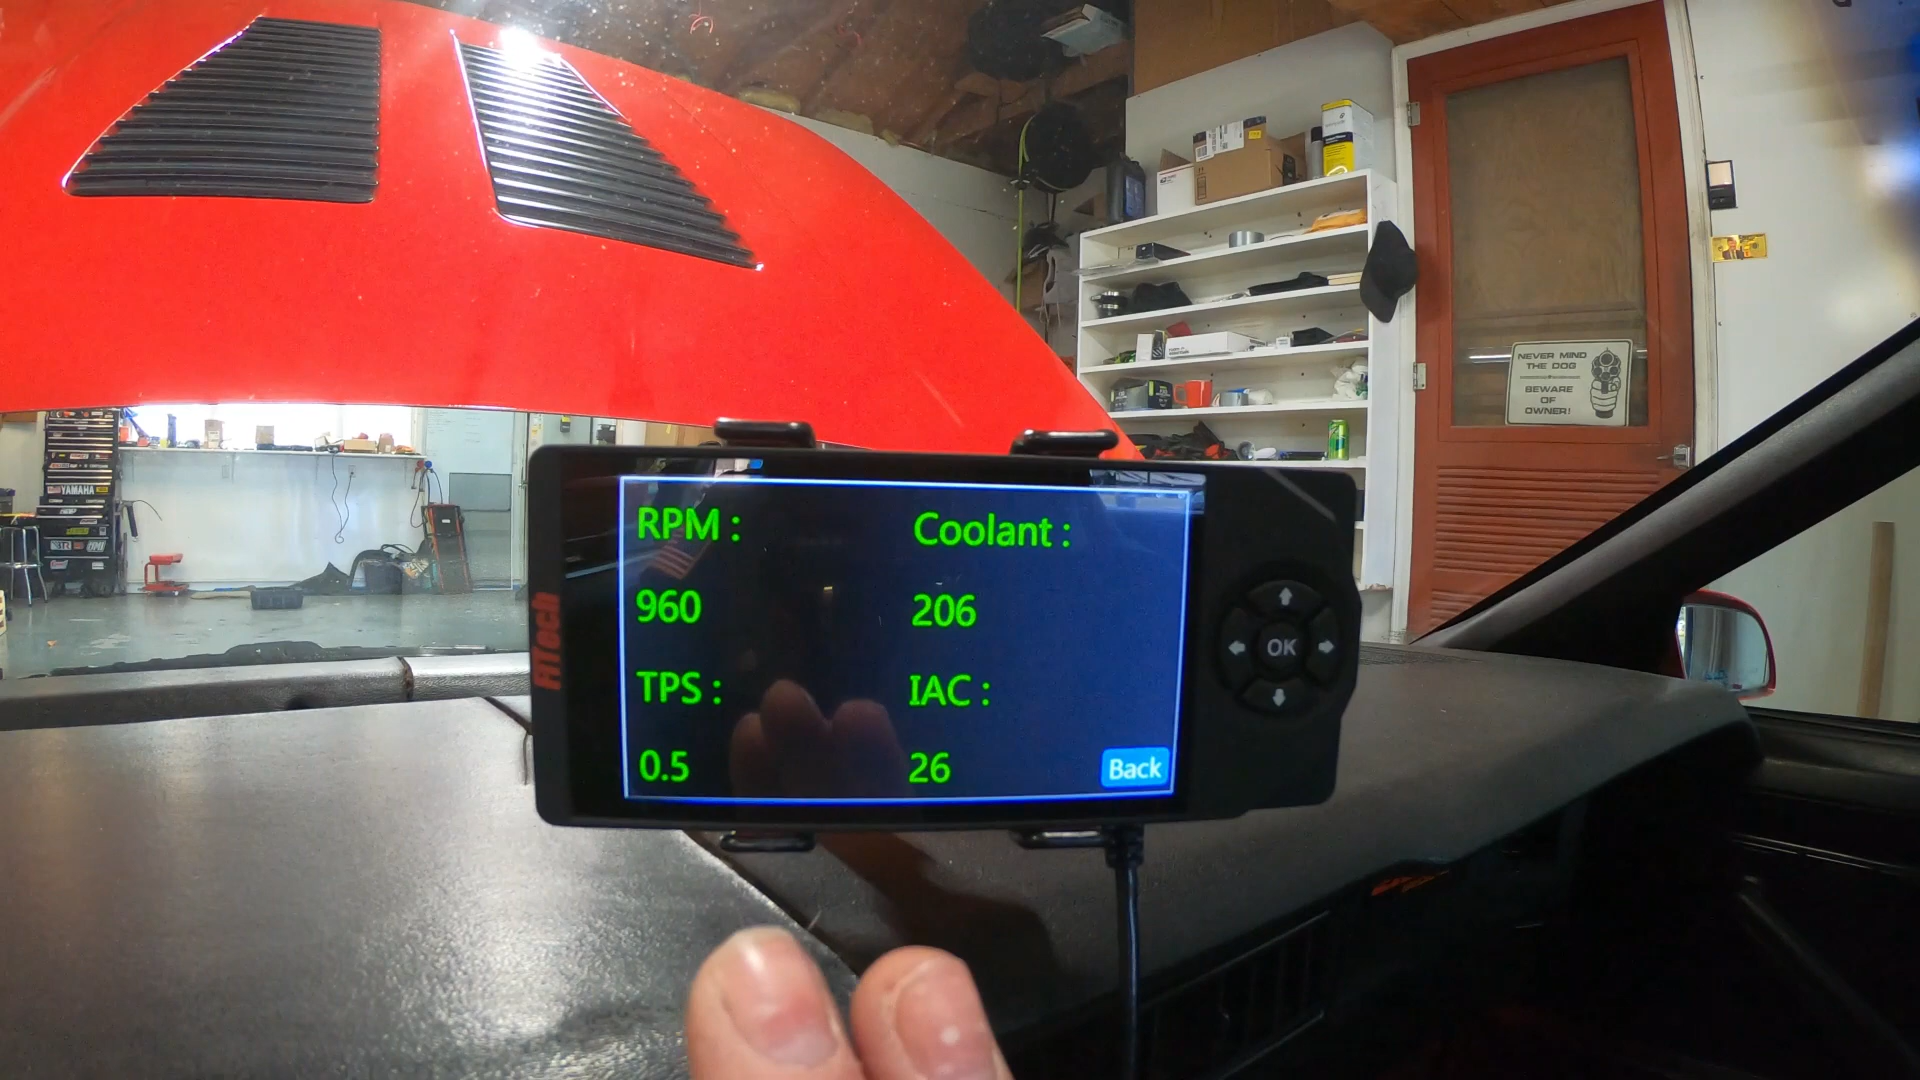 RPM :
Coolant :
960
206
TPS :
IAC :
0.5
26
Back
OK
FiTech
YAMAHA
NEVER MIND
THE DOG
BEWARE
OF
OWNER!